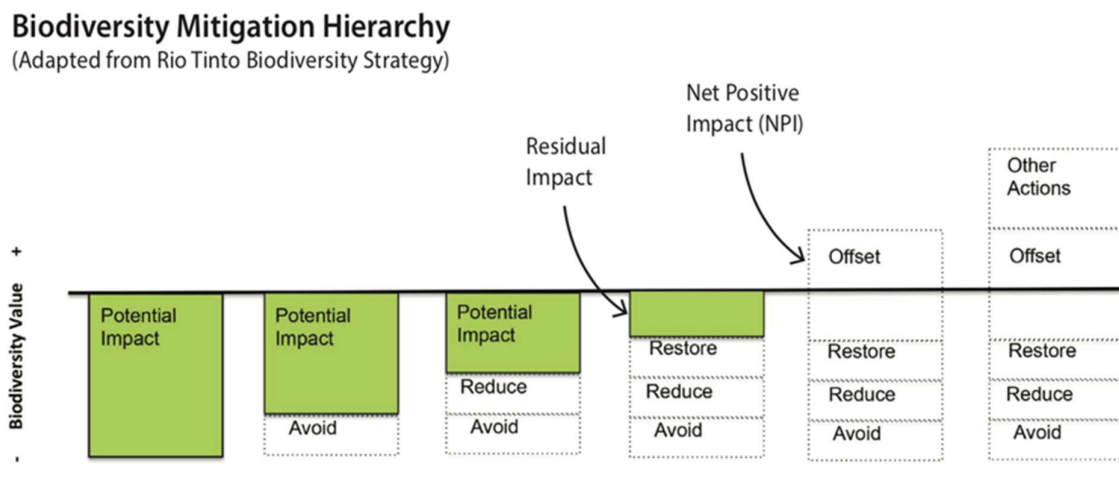 Biodiversity Mitigation Hierarchy
(Adapted from Rio Tinto Biodiversity Strategy)
Net Positive
Impact (NPI)
Residual
Impact
Other
Actions
+
Offset
Offset
Biodiversity Value
-
Potential
Impact
Potential
Impact
Avoid
Potential
Impact
Reduce
Avoid
Restore
Reduce
Avoid
Restore
Reduce
Avoid
Restore
Reduce
Avoid